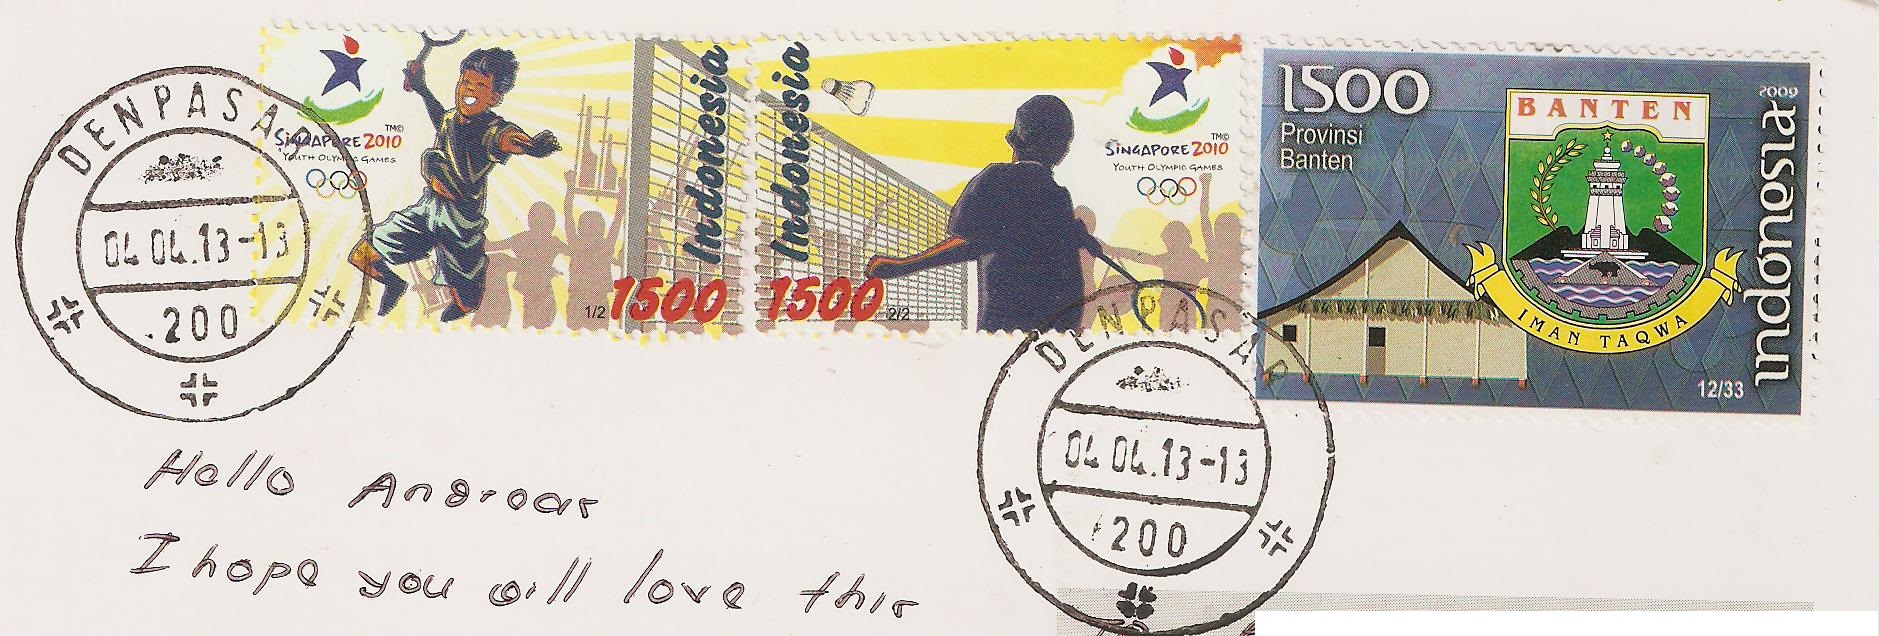 DENPASAR
04.04.13-13
.200
SINGAPORE 2010
TM©
YOUTH OLYMPIC GAMES
Indonesia
1/2
1500
Indonesia
SINGAPORE 2010
TM©
YOUTH OLYMPIC GAMES
1500
2/2
1500
Provinsi
Banten
BANTEN
IMAN TAQWA
2009
indonesia
12/33
DENPASAR
04.04.13-13
200
Hello Andreas
I hope you will love this